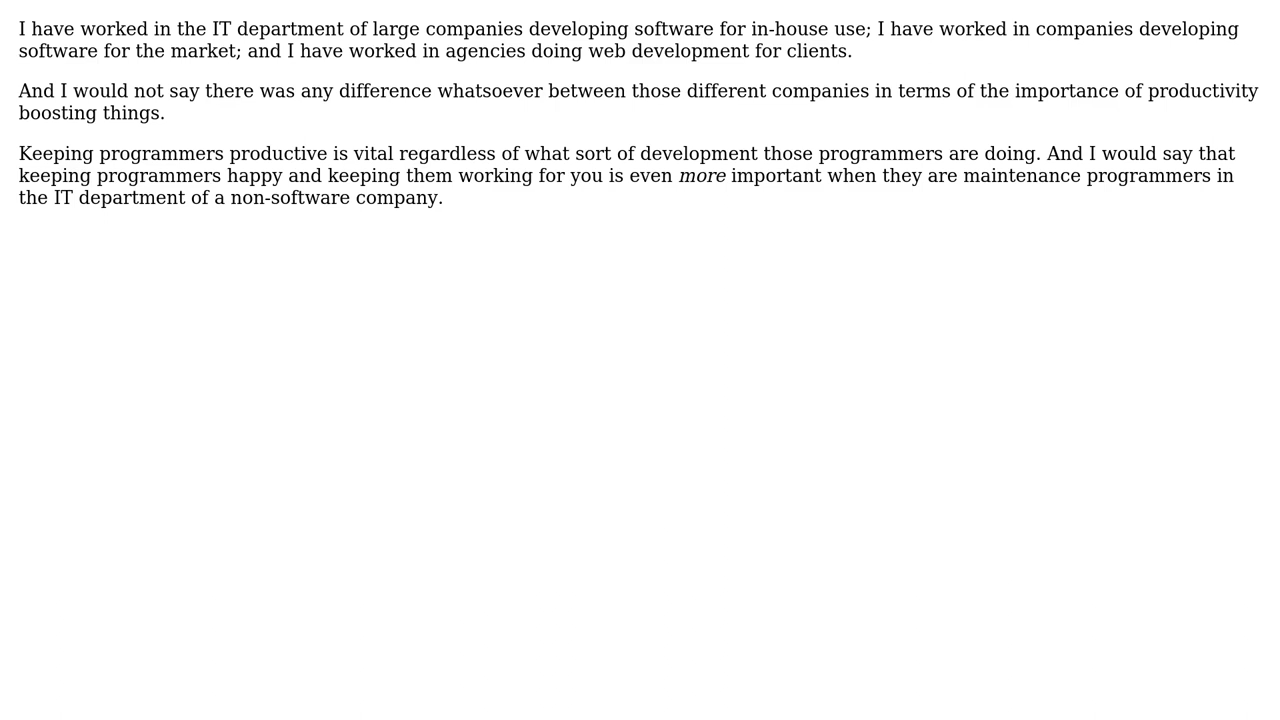 I have worked in the IT department of large companies developing software for in-house use; I have worked in companies developing
software for the market; and I have worked in agencies doing web development for clients.
And I would not say there was any difference whatsoever between those different companies in terms of the importance of productivity
boosting things.
Keeping programmers productive is vital regardless of what sort of development those programmers are doing. And I would say that
keeping programmers happy and keeping them working for you is even more important when they are maintenance programmers in
the IT department of a non-software company.